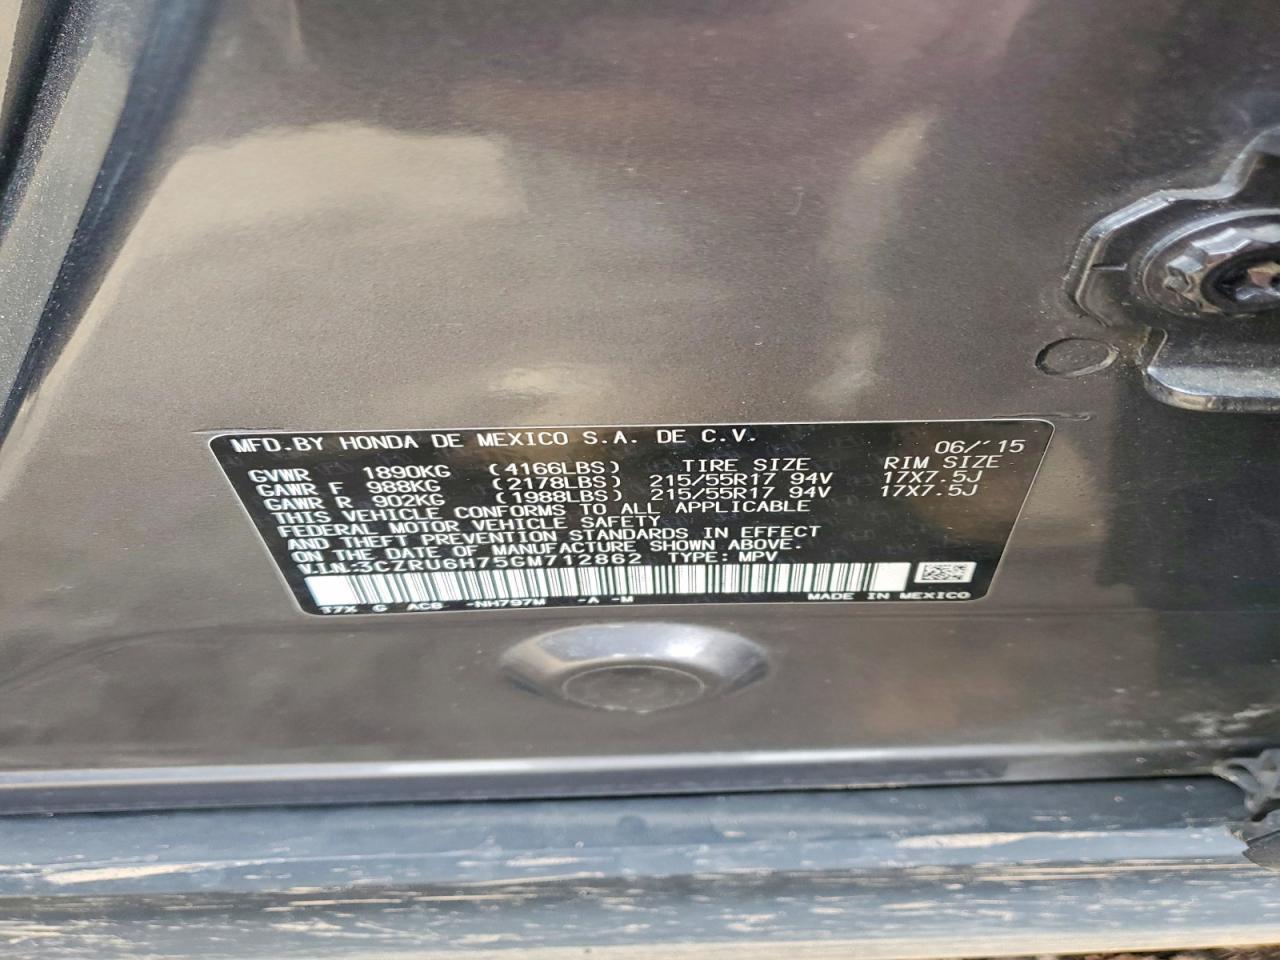 MFD.BY HONDA DE MEXICO S.A. DE C.V. 06/'15
GVWR 1890KG (4166LBS) TIRE SIZE RIM SIZE
GAWR F 988KG (2178LBS) 215/55R17 94V 17X7.5J
GAWR R 902KG (1988LBS) 215/55R17 94V 17X7.5J
THIS VEHICLE CONFORMS TO ALL APPLICABLE
FEDERAL MOTOR VEHICLE SAFETY
AND THEFT PREVENTION STANDARDS IN EFFECT
ON THE DATE OF MANUFACTURE SHOWN ABOVE.
V.I.N.:3CZRU6H75GM712862 TYPE: MPV
T7X G AC6 -NH797M -A -M MADE IN MEXICO